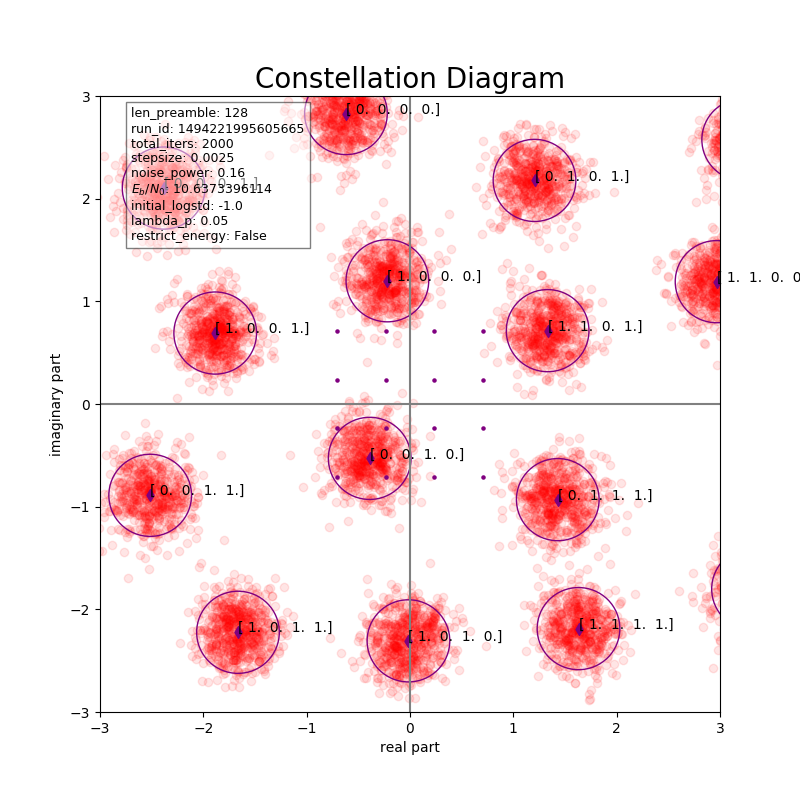 Constellation Diagram
len_preamble: 128
run_id: 1494221995605665
total_iters: 2000
stepsize: 0.0025
noise_power: 0.16
E_b/N_0: 10.6373396114
initial_logstd: -1.0
lambda_p: 0.05
restrict_energy: False
[ 0. 0. 0. 0.]
[ 0. 1. 0. 1.]
[ 1. 0. 0. 0.]
[ 1. 1. 0. 0
[ 1. 0. 0. 1.]
[ 1. 1. 0. 1.]
[ 0. 0. 1. 0.]
[ 0. 0. 1. 1.]
[ 0. 1. 1. 1.]
[ 1. 0. 1. 1.]
[ 1. 0. 1. 0.]
[ 1. 1. 1. 1.]
3
2
1
0
−1
−2
−3
imaginary part
−3 −2 −1 0 1 2 3
real part